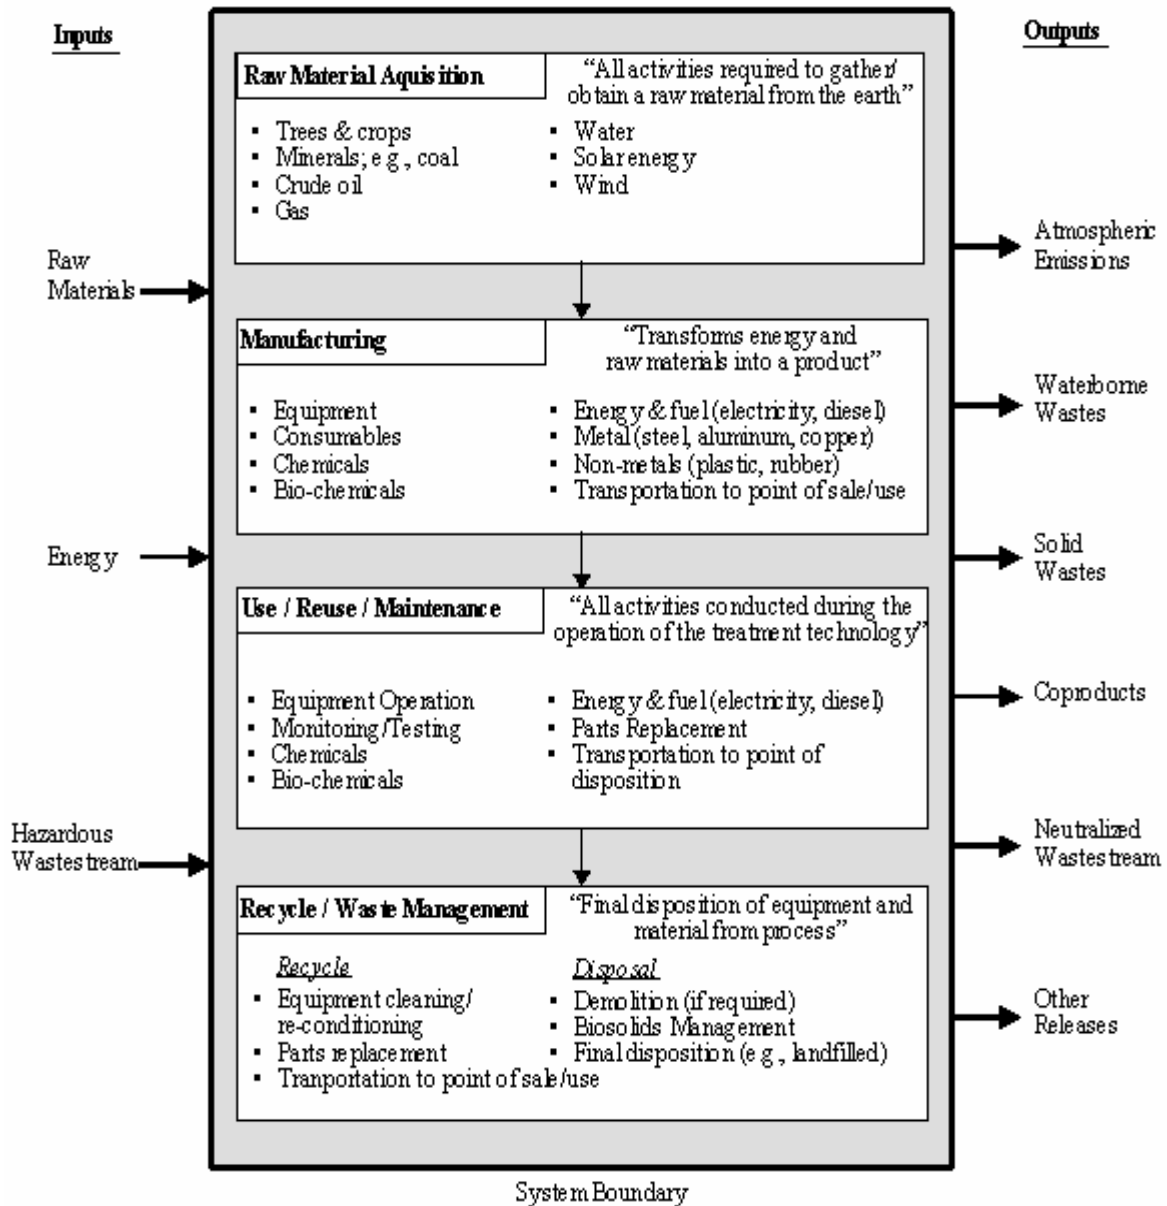 Inputs
Outputs
Raw Material Aquisition
“All activities required to gather/
obtain a raw material from the earth”
▪ Trees & crops
▪ Minerals; e.g., coal
▪ Crude oil
▪ Gas
▪ Water
▪ Solar energy
▪ Wind
Raw
Materials
Atmospheric
Emissions
Manufacturing
“Transforms energy and
raw materials into a product”
▪ Equipment
▪ Consumables
▪ Chemicals
▪ Bio-chemicals
▪ Energy & fuel (electricity, diesel)
▪ Metal (steel, aluminum, copper)
▪ Non-metals (plastic, rubber)
▪ Transportation to point of sale/use
Waterborne
Wastes
Energy
Solid
Wastes
Use / Reuse / Maintenance
“All activities conducted during the
operation of the treatment technology”
▪ Equipment Operation
▪ Monitoring/Testing
▪ Chemicals
▪ Bio-chemicals
▪ Energy & fuel (electricity, diesel)
▪ Parts Replacement
▪ Transportation to point of
disposition
Coproducts
Hazardous
Wastestream
Neutralized
Wastestream
Recycle / Waste Management
“Final disposition of equipment and
material from process”
Recycle
▪ Equipment cleaning/
re-conditioning
▪ Parts replacement
▪ Tranportation to point of sale/use
Disposal
▪ Demolition (if required)
▪ Biosolids Management
▪ Final disposition (e.g., landfilled)
Other
Releases
System Boundary